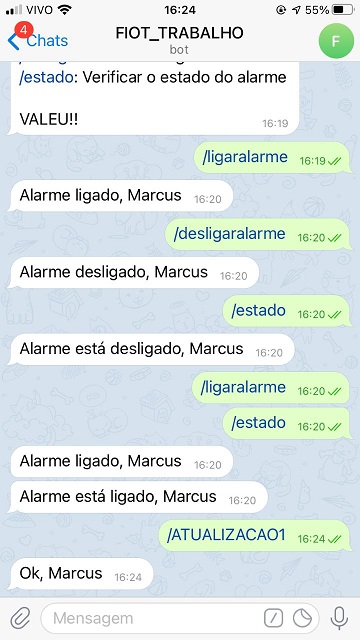 VIVO 16:24 55%
4
Chats
FIOT_TRABALHO
bot
F
/estado: Verificar o estado do alarme
VALEU!!
16:19
/ligaralarme 16:19
Alarme ligado, Marcus 16:20
/desligaralarme 16:20
Alarme desligado, Marcus 16:20
/estado 16:20
Alarme está desligado, Marcus 16:20
/ligaralarme 16:20
/estado 16:20
Alarme ligado, Marcus 16:20
Alarme está ligado, Marcus 16:20
/ATUALIZACAO1 16:24
Ok, Marcus 16:24
Mensagem